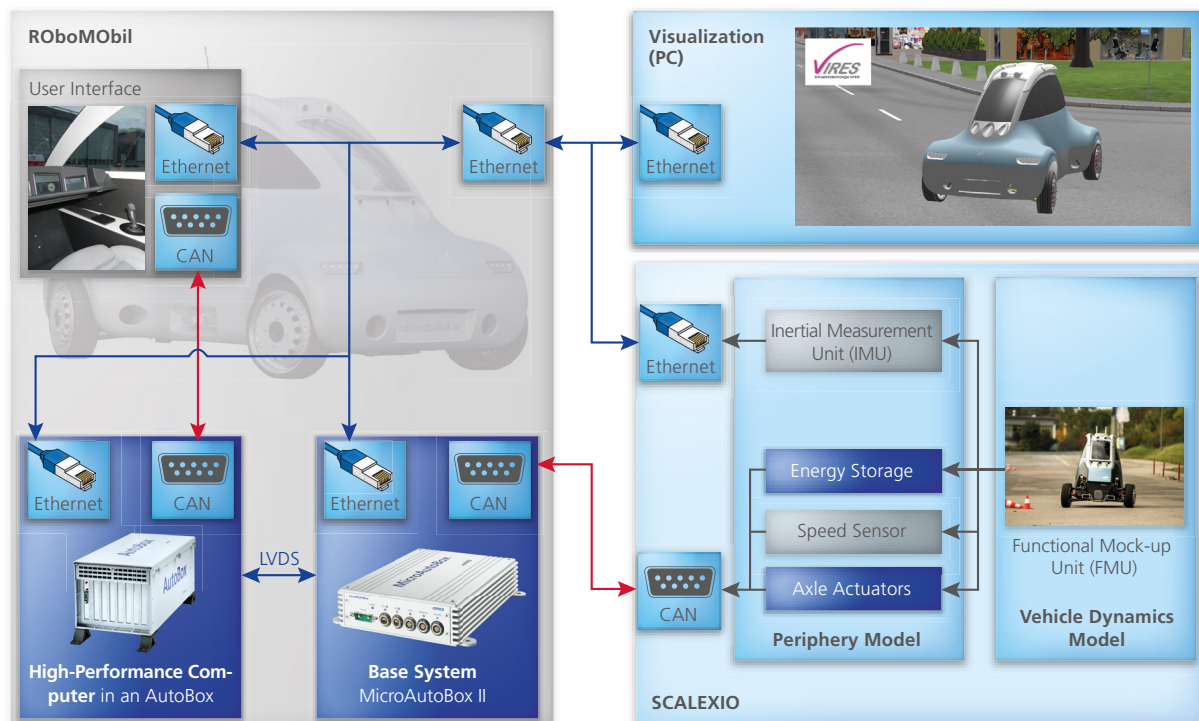 ROboMObil
User Interface
Ethernet
CAN
Ethernet
Ethernet
CAN
AutoBox
AutoBox
High-Performance Com-
puter in an AutoBox
LVDS
Ethernet
CAN
MicroAutoBox
Base System
MicroAutoBox II
Visualization
(PC)
Ethernet
VIRES
Ethernet
CAN
Inertial Measurement
Unit (IMU)
Energy Storage
Speed Sensor
Axle Actuators
Periphery Model
Functional Mock-up
Unit (FMU)
Vehicle Dynamics
Model
SCALEXIO